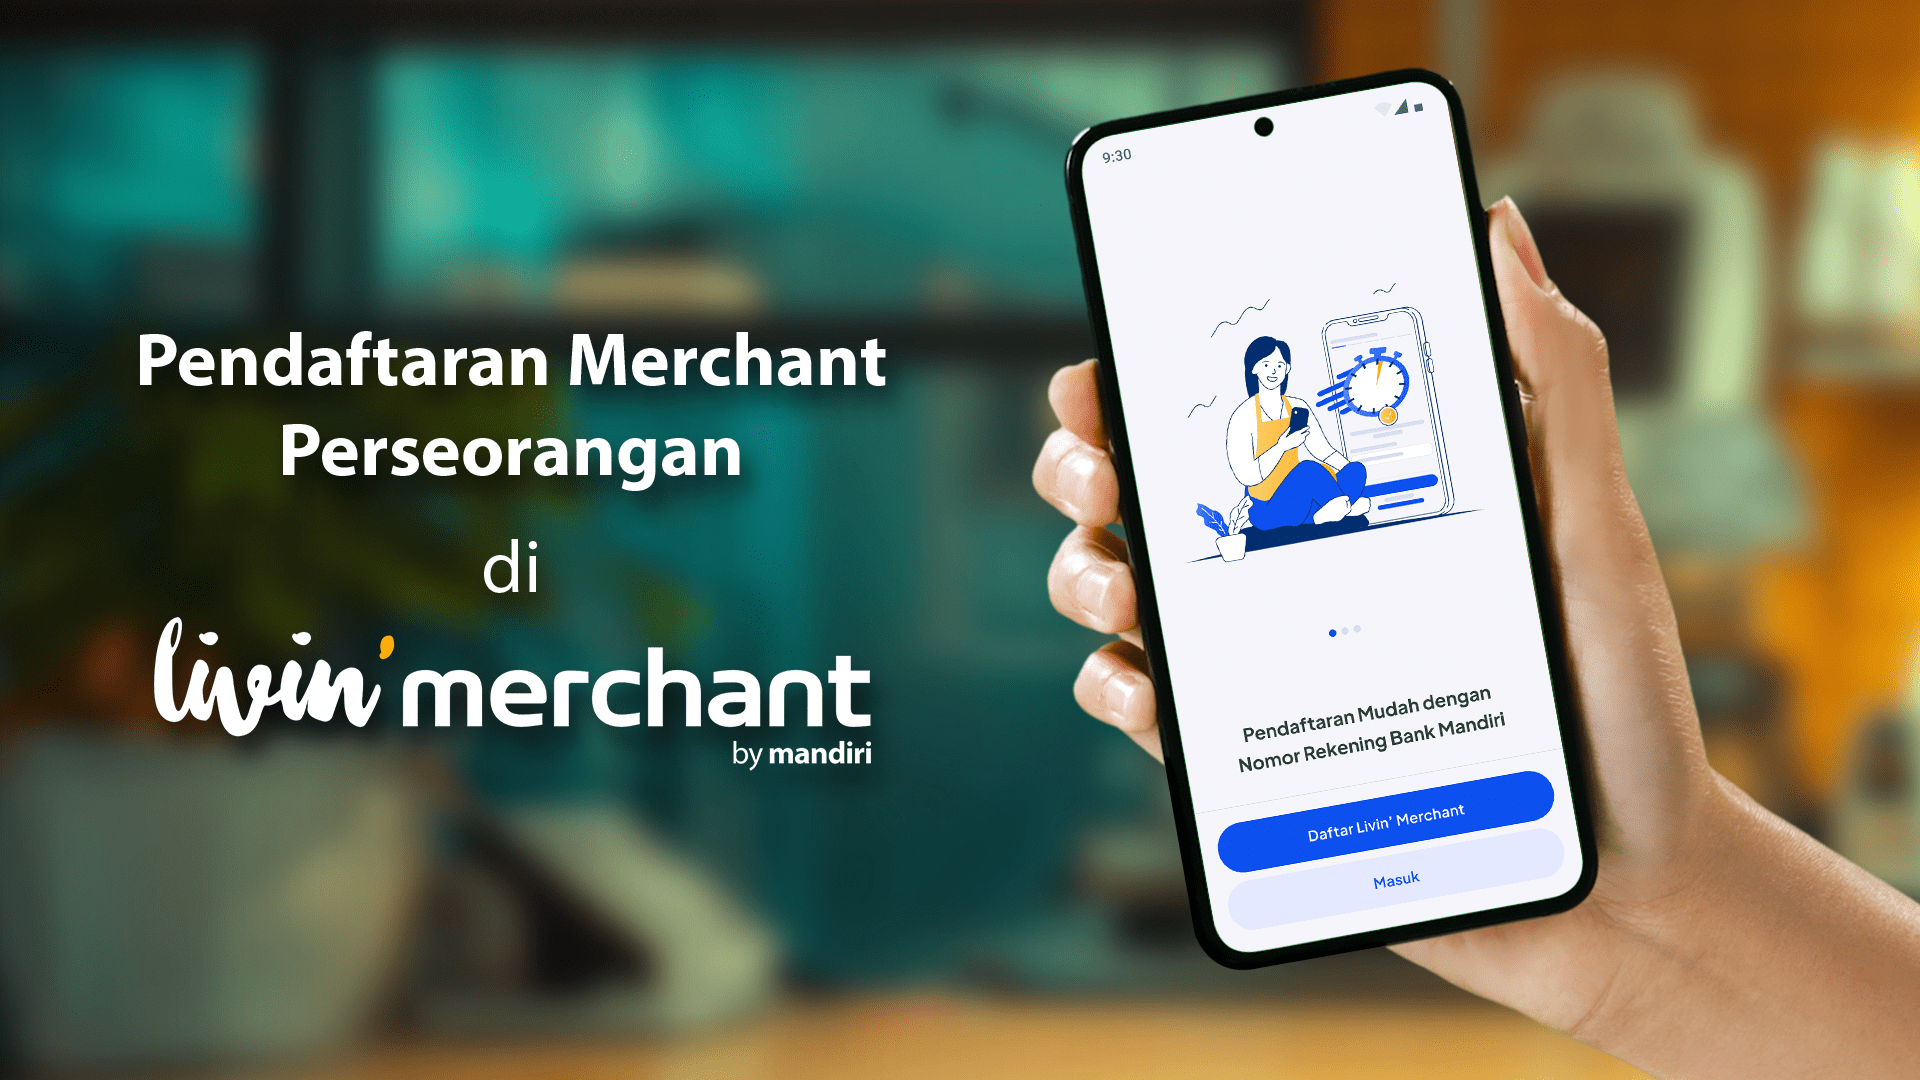 Pendaftaran Merchant
Perseorangan
di
livin' merchant
by mandiri
9:30
Pendaftaran Mudah dengan
Nomor Rekening Bank Mandiri
Daftar Livin' Merchant
Masuk